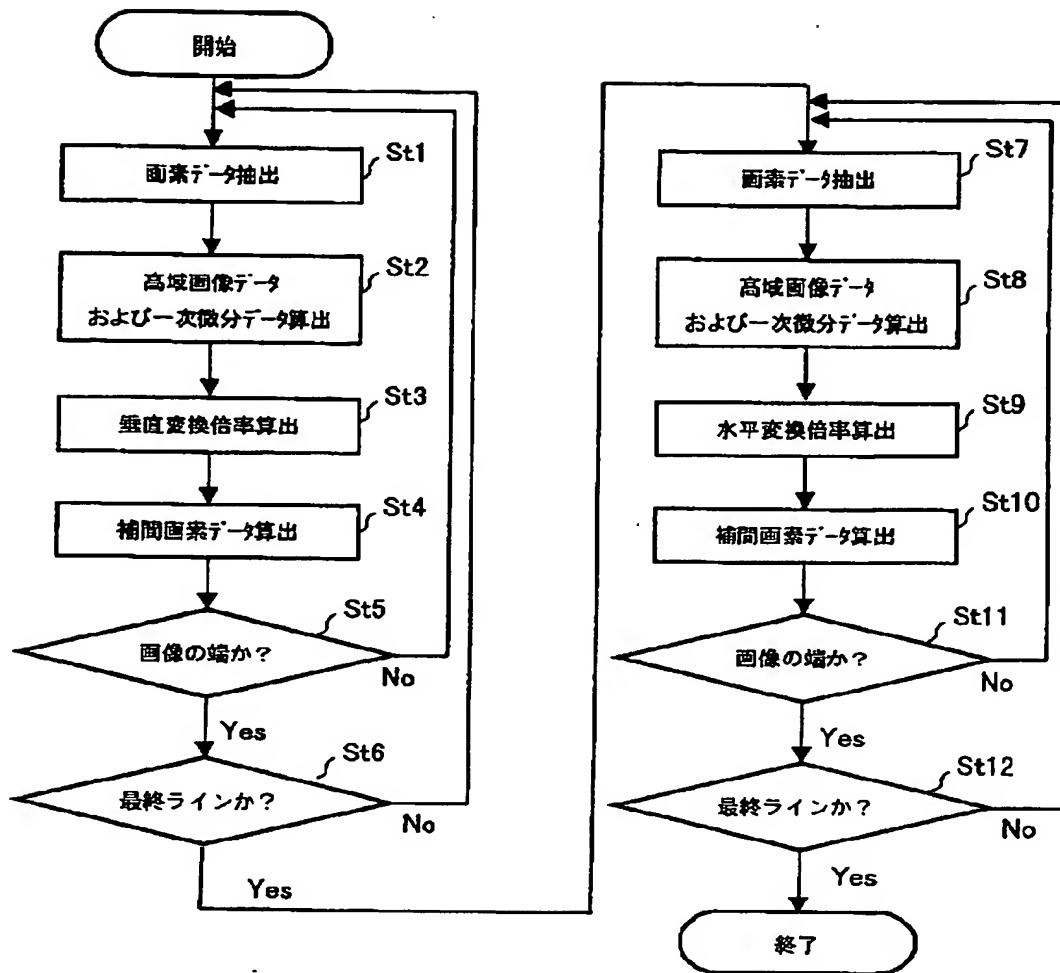 開始
St1
画素データ抽出
St2
高域画像データ
および一次微分データ算出
St3
垂直変換倍率算出
St4
補間画素データ算出
St5
画像の端か？
No
Yes
St6
最終ラインか？
No
Yes
St7
画素データ抽出
St8
高域画像データ
および一次微分データ算出
St9
水平変換倍率算出
St10
補間画素データ算出
St11
画像の端か？
No
Yes
St12
最終ラインか？
No
Yes
終了